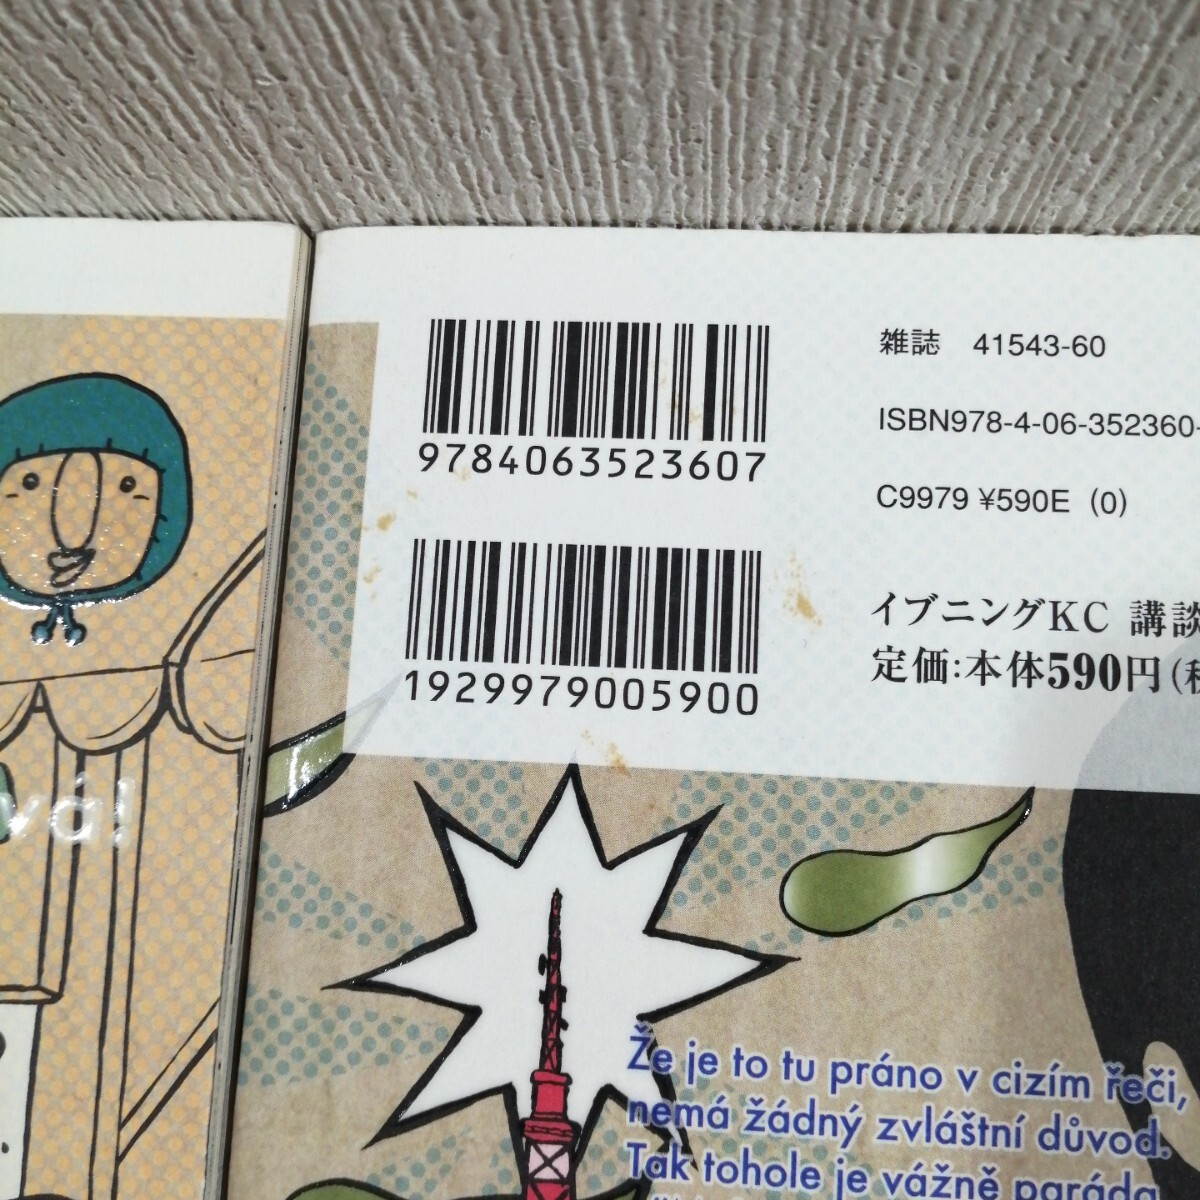 9784063523607
1929979005900
雑誌 41543-60
ISBN978-4-06-352360-
C9979 ¥590E (0)
イブニングKC 講談
定価:本体590円(税
vá!
Že je to tu práno v cizím řeči,
nemá žádný zvláštní důvod.
Tak tohole je vážně paráda